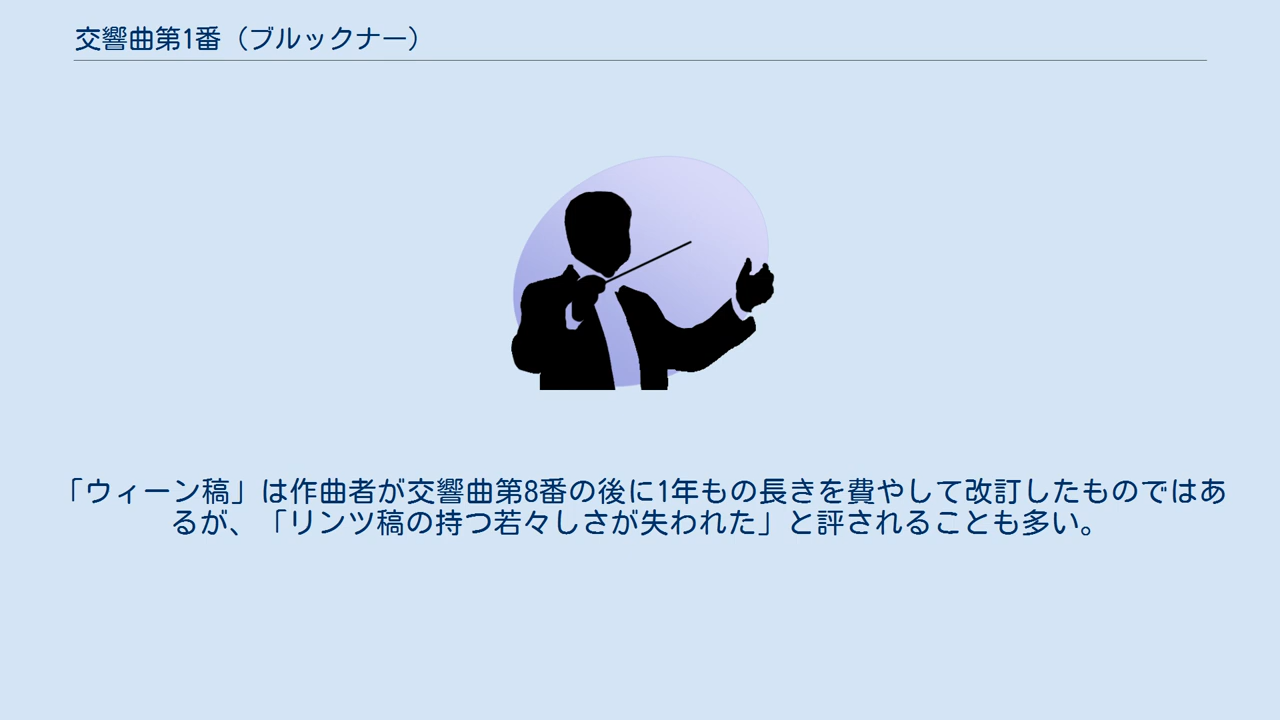 交響曲第1番（ブルックナー）
「ウィーン稿」は作曲者が交響曲第8番の後に1年もの長きを費やして改訂したものではあ
るが、「リンツ稿の持つ若々しさが失われた」と評されることも多い。